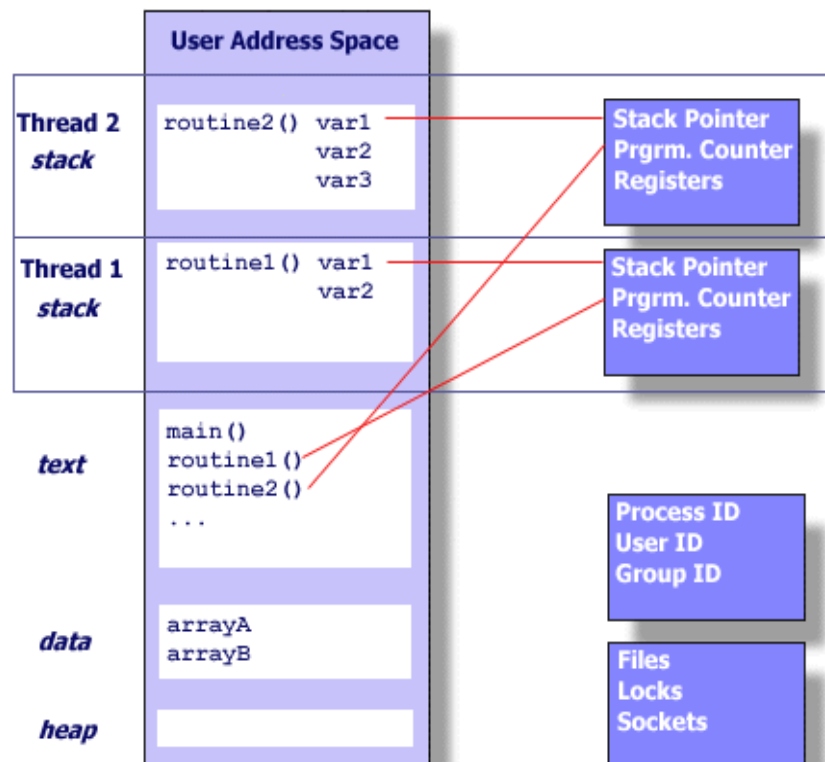 User Address Space
Thread 2
stack
routine2() var1
var2
var3
Stack Pointer
Prgrm. Counter
Registers
Thread 1
stack
routine1() var1
var2
Stack Pointer
Prgrm. Counter
Registers
text
main()
routine1()
routine2()
...
Process ID
User ID
Group ID
data
arrayA
arrayB
Files
Locks
Sockets
heap